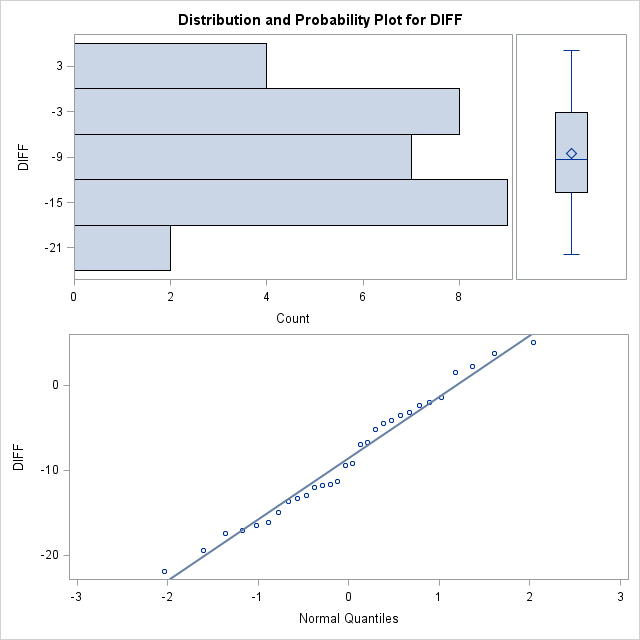 Distribution and Probability Plot for DIFF
3
-3
-9
-15
-21
DIFF
0 2 4 6 8
Count
0
-10
-20
DIFF
-3 -2 -1 0 1 2 3
Normal Quantiles